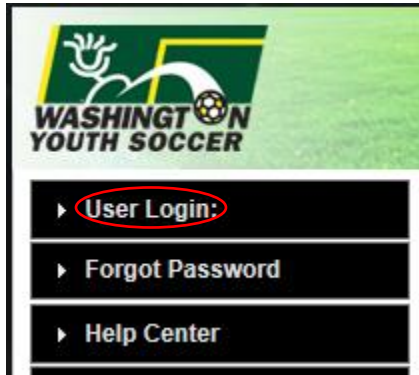 WASHINGTON
YOUTH SOCCER
User Login:
Forgot Password
Help Center